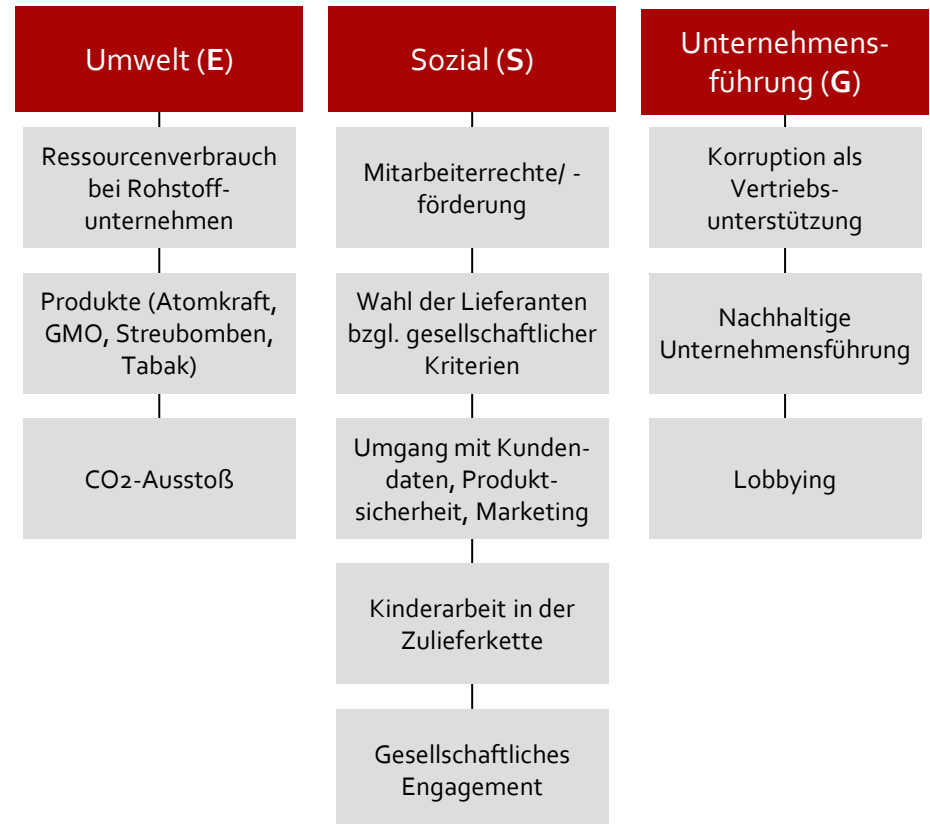 Umwelt (E)
Ressourcenverbrauch
bei Rohstoff-
unternehmen
Produkte (Atomkraft,
GMO, Streubomben,
Tabak)
CO2-Ausstoß
Sozial (S)
Mitarbeiterrechte/ -
förderung
Wahl der Lieferanten
bzgl. gesellschaftlicher
Kriterien
Umgang mit Kunden-
daten, Produkt-
sicherheit, Marketing
Kinderarbeit in der
Zulieferkette
Gesellschaftliches
Engagement
Unternehmens-
führung (G)
Korruption als
Vertriebs-
unterstützung
Nachhaltige
Unternehmensführung
Lobbying